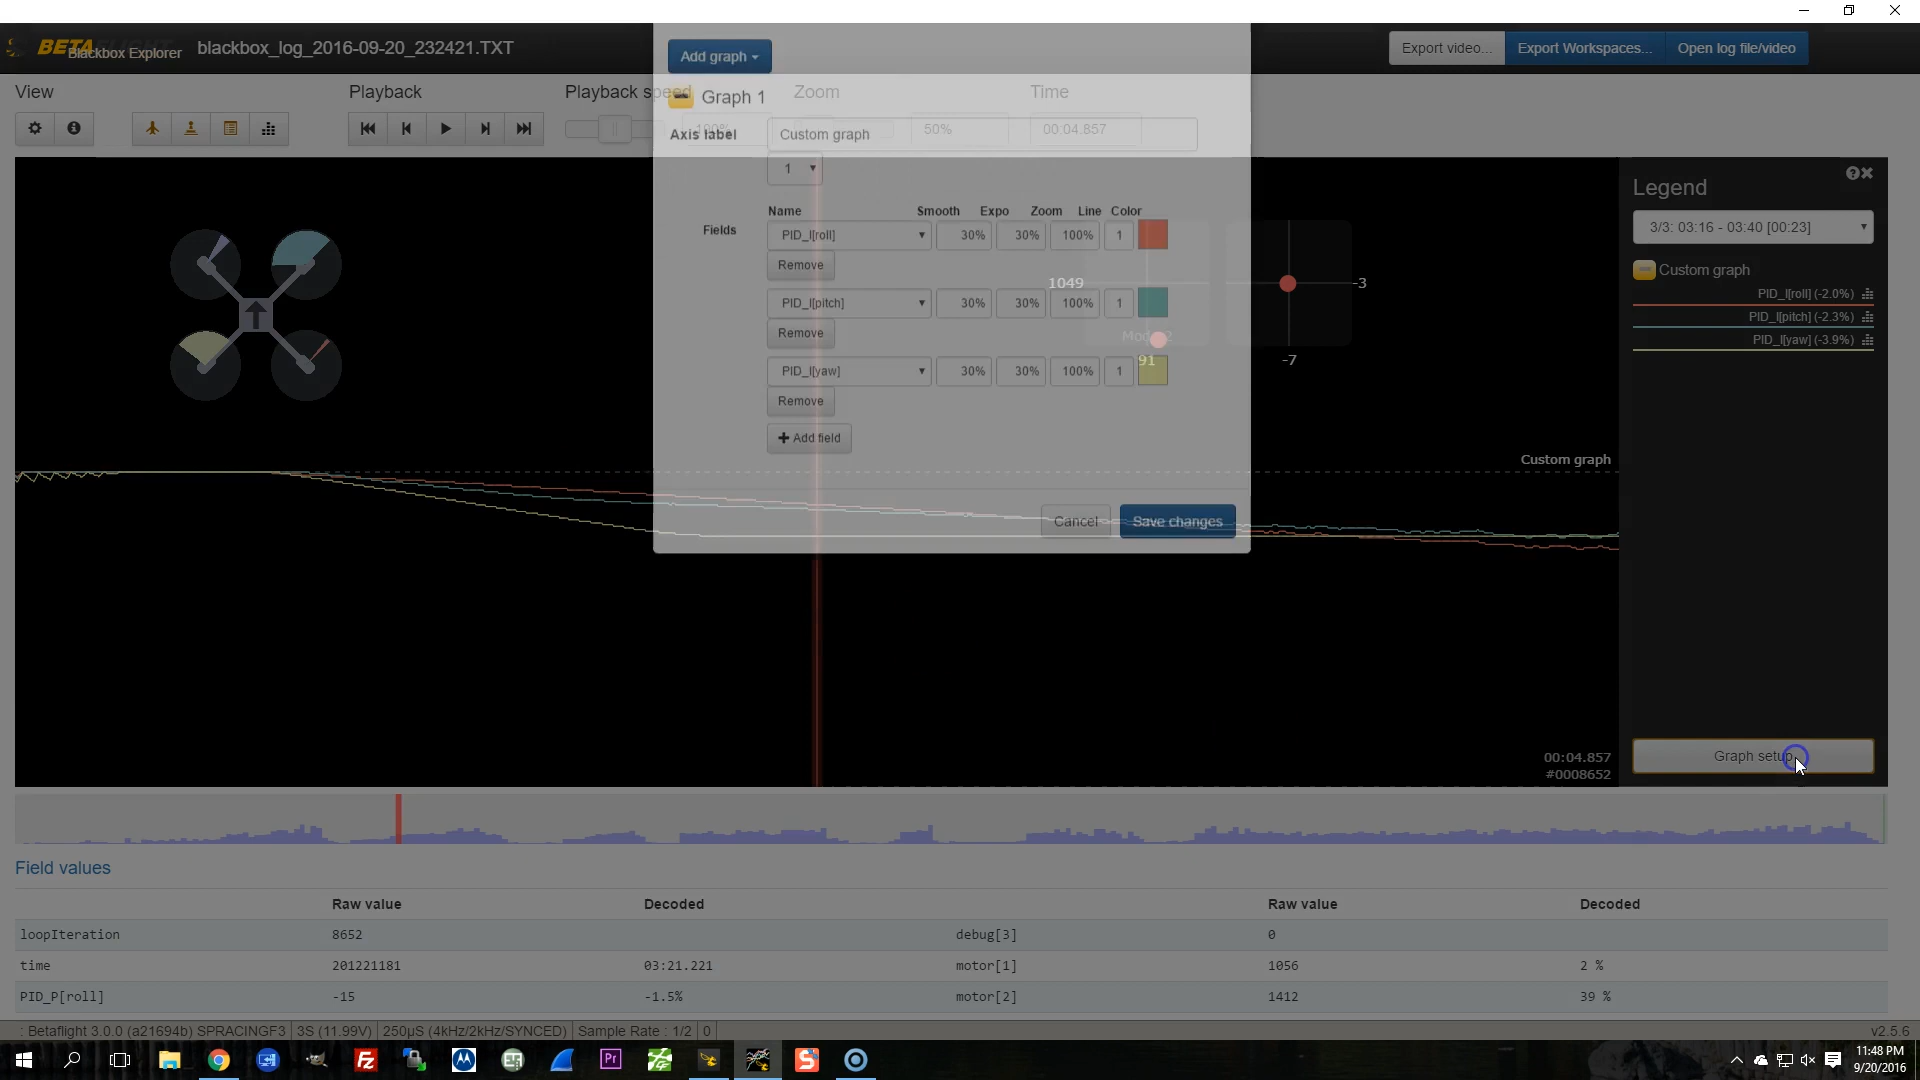 BETAFLIGHT
Blackbox Explorer
blackbox_log_2016-09-20_232421.TXT
Export video...
Export Workspaces...
Open log file/video
View
Playback
Playback speed
Zoom
Time
100%
50%
00:04.857
Add graph
Graph 1
Axis label
Custom graph
1
Name
Smooth
Expo
Zoom
Line
Color
Fields
PID_I[roll]
30%
30%
100%
1
Remove
PID_I[pitch]
30%
30%
100%
1
Remove
PID_I[yaw]
30%
30%
100%
1
Remove
Add field
Cancel
Save changes
1049
91
-3
-7
Custom graph
00:04.857
#0008652
Legend
3/3: 03:16 - 03:40 [00:23]
Custom graph
PID_I[roll] (-2.0%)
PID_I[pitch] (-2.3%)
PID_I[yaw] (-3.9%)
Graph setup
Field values
Raw value
Decoded
Raw value
Decoded
loopIteration
8652
debug[3]
0
time
201221181
03:21.221
motor[1]
1056
2 %
PID_P[roll]
-15
-1.5%
motor[2]
1412
39 %
: Betaflight 3.0.0 (a21694b) SPRACINGF3
3S (11.99V)
250µS (4kHz/2kHz/SYNCED)
Sample Rate : 1/2
0
v2.5.6
11:48 PM
9/20/2016